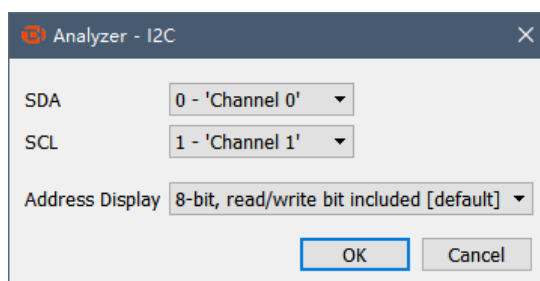 Analyzer - I2C
SDA 0 - 'Channel 0'
SCL 1 - 'Channel 1'
Address Display 8-bit, read/write bit included [default]
OK Cancel